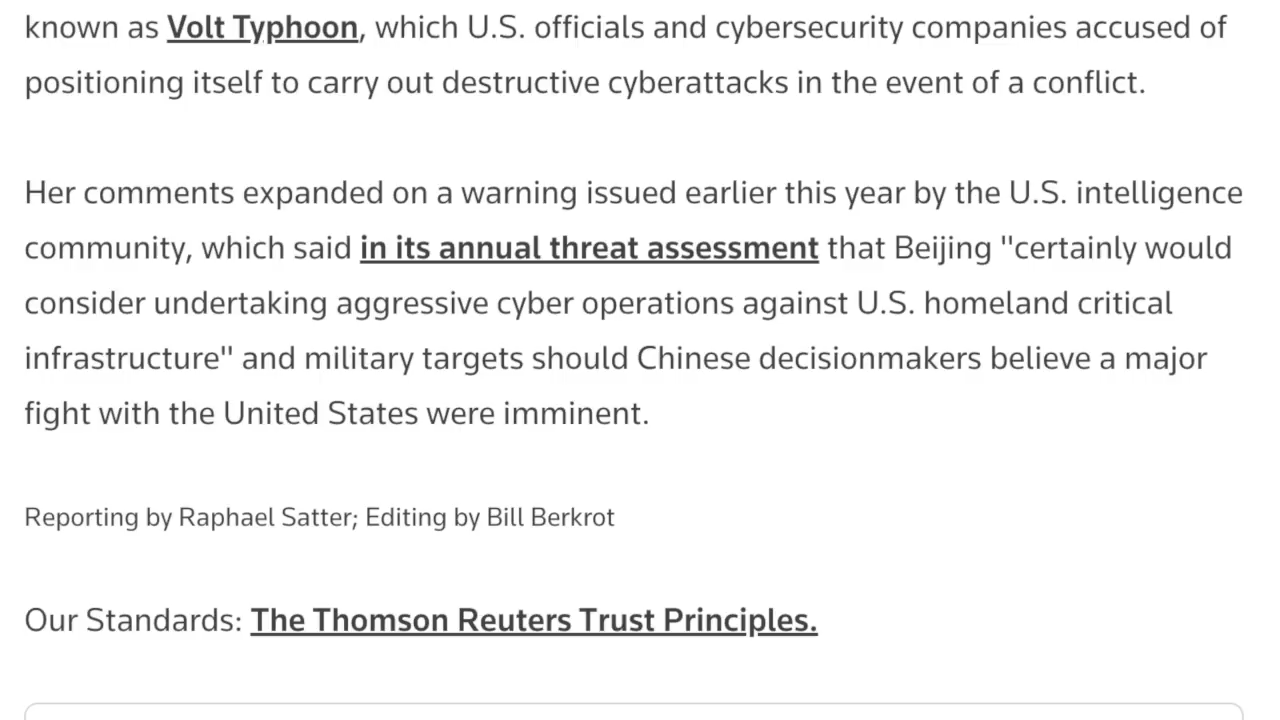 known as Volt Typhoon, which U.S. officials and cybersecurity companies accused of
positioning itself to carry out destructive cyberattacks in the event of a conflict.
Her comments expanded on a warning issued earlier this year by the U.S. intelligence
community, which said in its annual threat assessment that Beijing "certainly would
consider undertaking aggressive cyber operations against U.S. homeland critical
infrastructure" and military targets should Chinese decisionmakers believe a major
fight with the United States were imminent.
Reporting by Raphael Satter; Editing by Bill Berkrot
Our Standards: The Thomson Reuters Trust Principles.